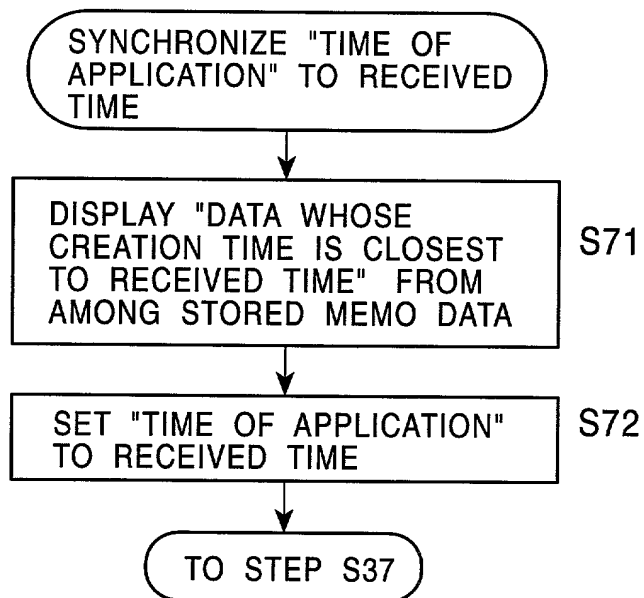 SYNCHRONIZE "TIME OF
APPLICATION" TO RECEIVED
TIME
DISPLAY "DATA WHOSE
CREATION TIME IS CLOSEST
TO RECEIVED TIME" FROM
AMONG STORED MEMO DATA
S71
SET "TIME OF APPLICATION"
TO RECEIVED TIME
S72
TO STEP S37